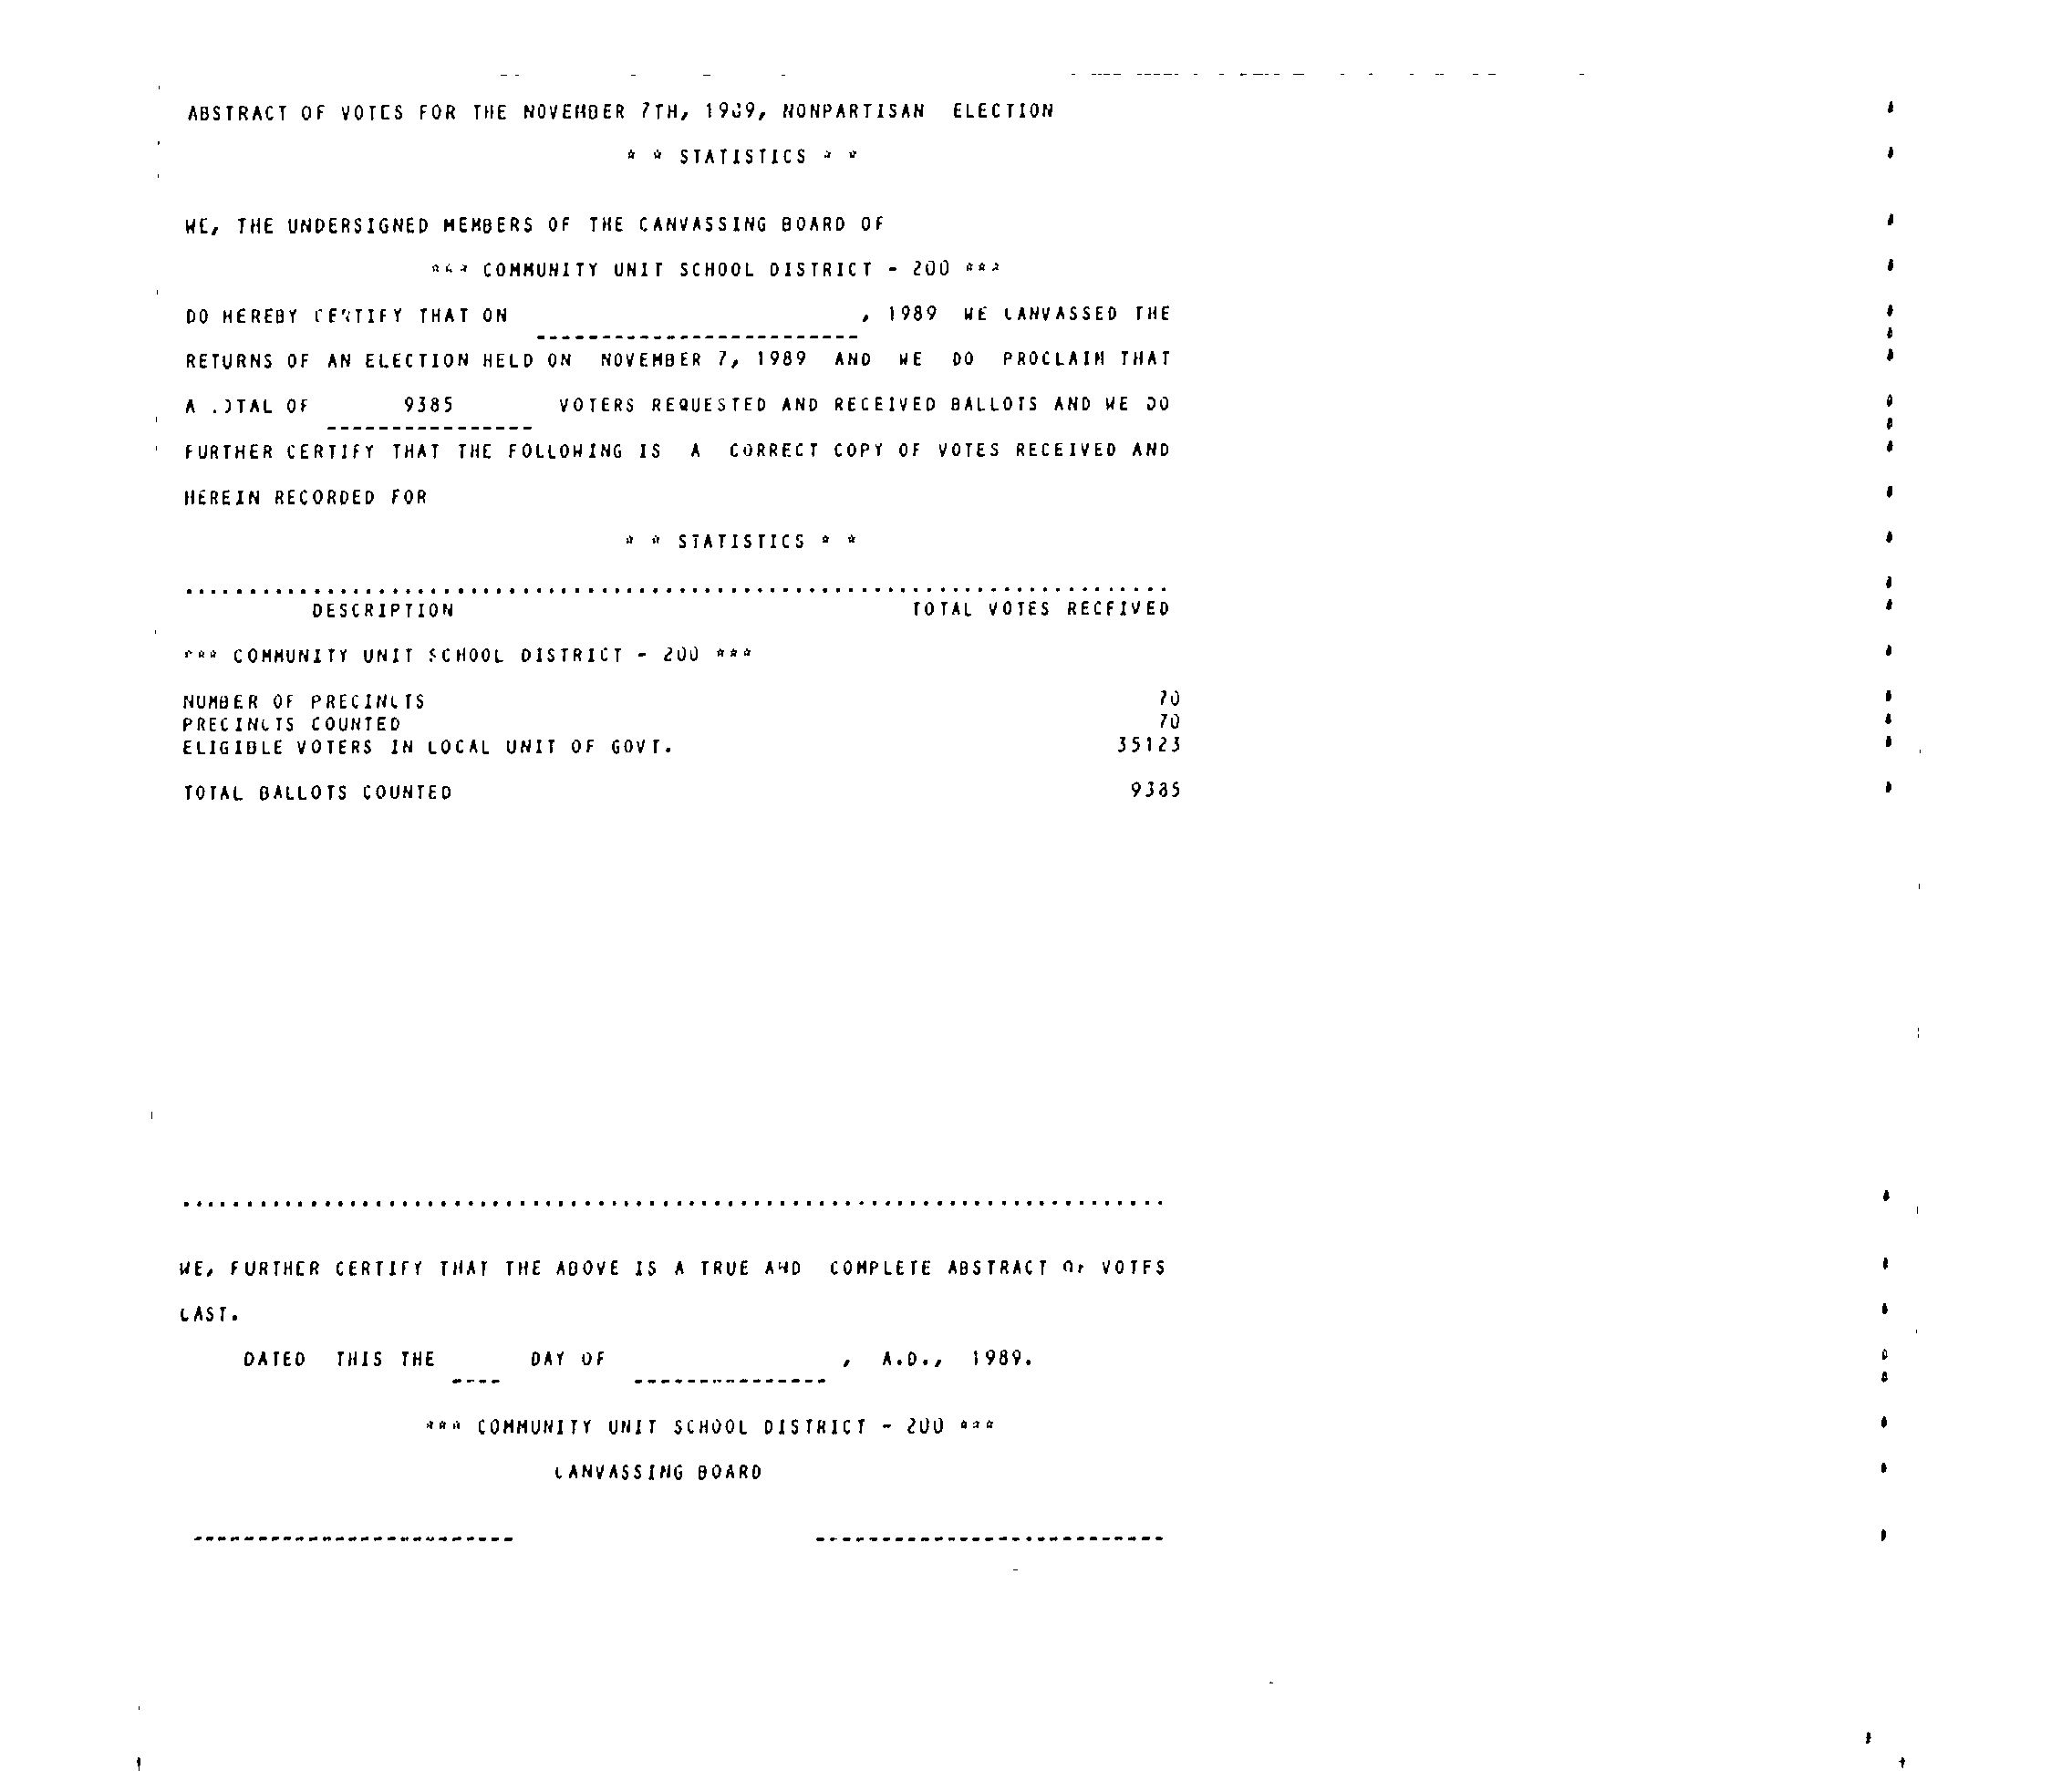 ABSTRACT OF VOTES FOR THE NOVEMBER 7TH, 1989, NONPARTISAN ELECTION
* * STATISTICS * *
WE, THE UNDERSIGNED MEMBERS OF THE CANVASSING BOARD OF
*** COMMUNITY UNIT SCHOOL DISTRICT - 200 ***
DO HEREBY CERTIFY THAT ON ------------------------- , 1989 WE CANVASSED THE
RETURNS OF AN ELECTION HELD ON NOVEMBER 7, 1989 AND WE DO PROCLAIM THAT
A TOTAL OF 9385 VOTERS REQUESTED AND RECEIVED BALLOTS AND WE DO
FURTHER CERTIFY THAT THE FOLLOWING IS A CORRECT COPY OF VOTES RECEIVED AND
HEREIN RECORDED FOR
* * STATISTICS * *
DESCRIPTION TOTAL VOTES RECEIVED
*** COMMUNITY UNIT SCHOOL DISTRICT - 200 ***
NUMBER OF PRECINCTS 70
PRECINCTS COUNTED 70
ELIGIBLE VOTERS IN LOCAL UNIT OF GOVT. 35123
TOTAL BALLOTS COUNTED 9385
WE, FURTHER CERTIFY THAT THE ABOVE IS A TRUE AND COMPLETE ABSTRACT OF VOTES
CAST.
DATED THIS THE ---- DAY OF --------------- , A.D., 1989.
*** COMMUNITY UNIT SCHOOL DISTRICT - 200 ***
CANVASSING BOARD